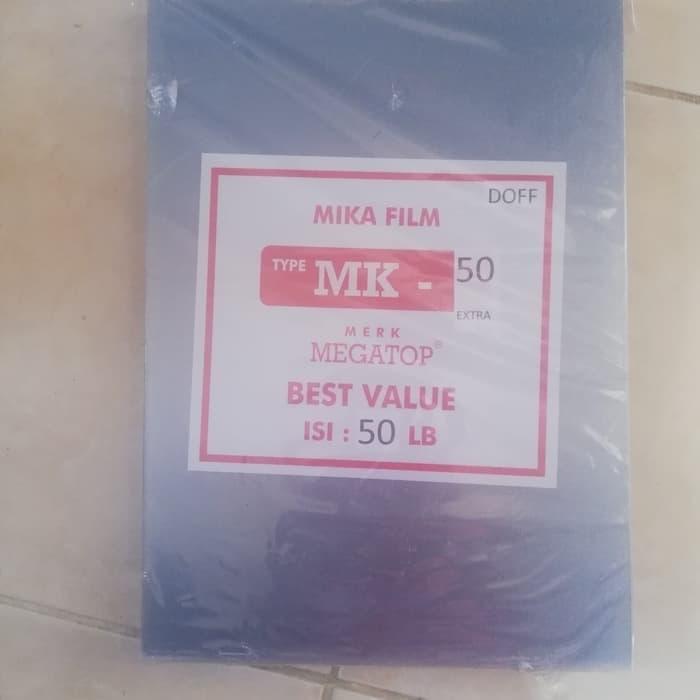 DOFF
MIKA FILM
TYPE MK - 50
EXTRA
MERK
MEGATOP®
BEST VALUE
ISI : 50 LB